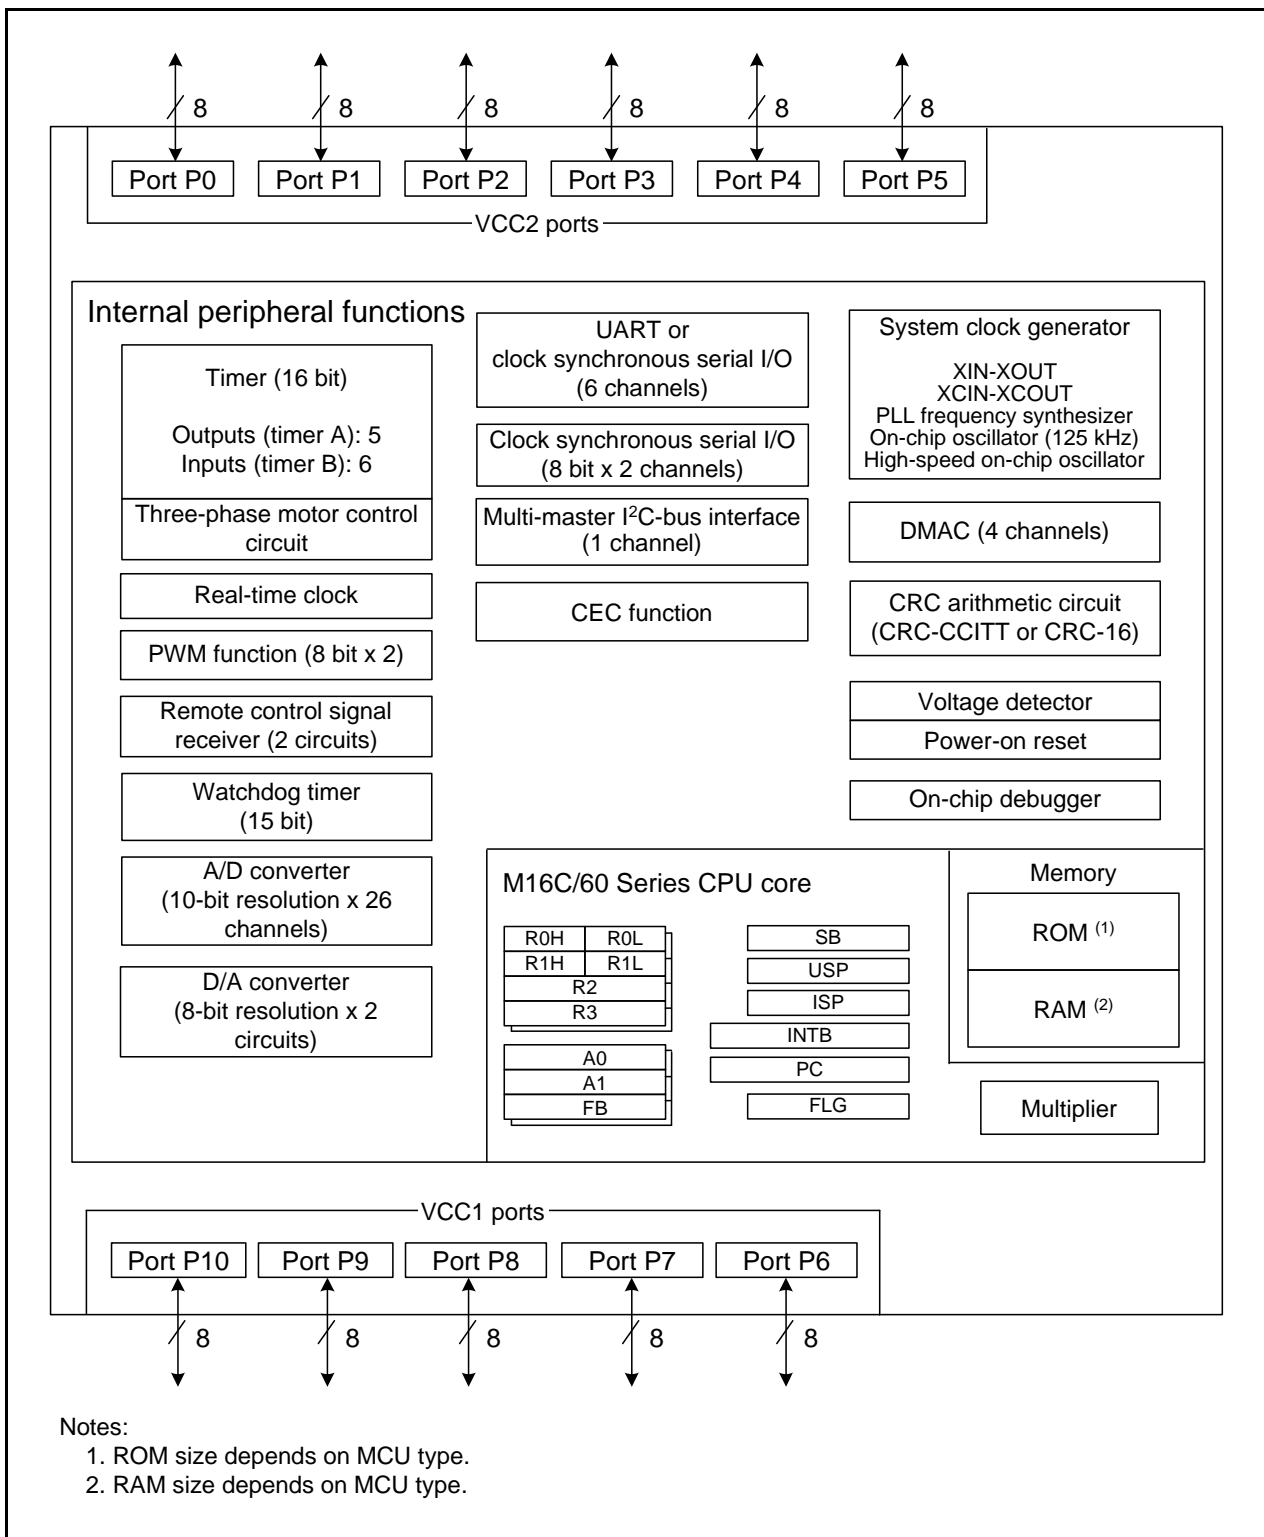 8 8 8 8 8 8
Port P0 Port P1 Port P2 Port P3 Port P4 Port P5
VCC2 ports
Internal peripheral functions
Timer (16 bit)
Outputs (timer A): 5
Inputs (timer B): 6
Three-phase motor control
circuit
Real-time clock
PWM function (8 bit x 2)
Remote control signal
receiver (2 circuits)
Watchdog timer
(15 bit)
A/D converter
(10-bit resolution x 26
channels)
D/A converter
(8-bit resolution x 2
circuits)
UART or
clock synchronous serial I/O
(6 channels)
Clock synchronous serial I/O
(8 bit x 2 channels)
Multi-master I²C-bus interface
(1 channel)
CEC function
System clock generator
XIN-XOUT
XCIN-XCOUT
PLL frequency synthesizer
On-chip oscillator (125 kHz)
High-speed on-chip oscillator
DMAC (4 channels)
CRC arithmetic circuit
(CRC-CCITT or CRC-16)
Voltage detector
Power-on reset
On-chip debugger
M16C/60 Series CPU core
R0H R0L
R1H R1L
R2
R3
A0
A1
FB
SB
USP
ISP
INTB
PC
FLG
Memory
ROM (1)
RAM (2)
Multiplier
VCC1 ports
Port P10 Port P9 Port P8 Port P7 Port P6
8 8 8 8 8
Notes:
1. ROM size depends on MCU type.
2. RAM size depends on MCU type.